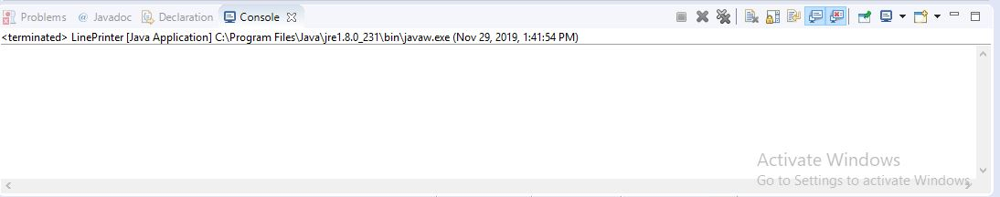 Problems @ Javadoc Declaration Console
<terminated> LinePrinter [Java Application] C:\Program Files\Java\jre1.8.0_231\bin\javaw.exe (Nov 29, 2019, 1:41:54 PM)
Activate Windows
Go to Settings to activate Windows.